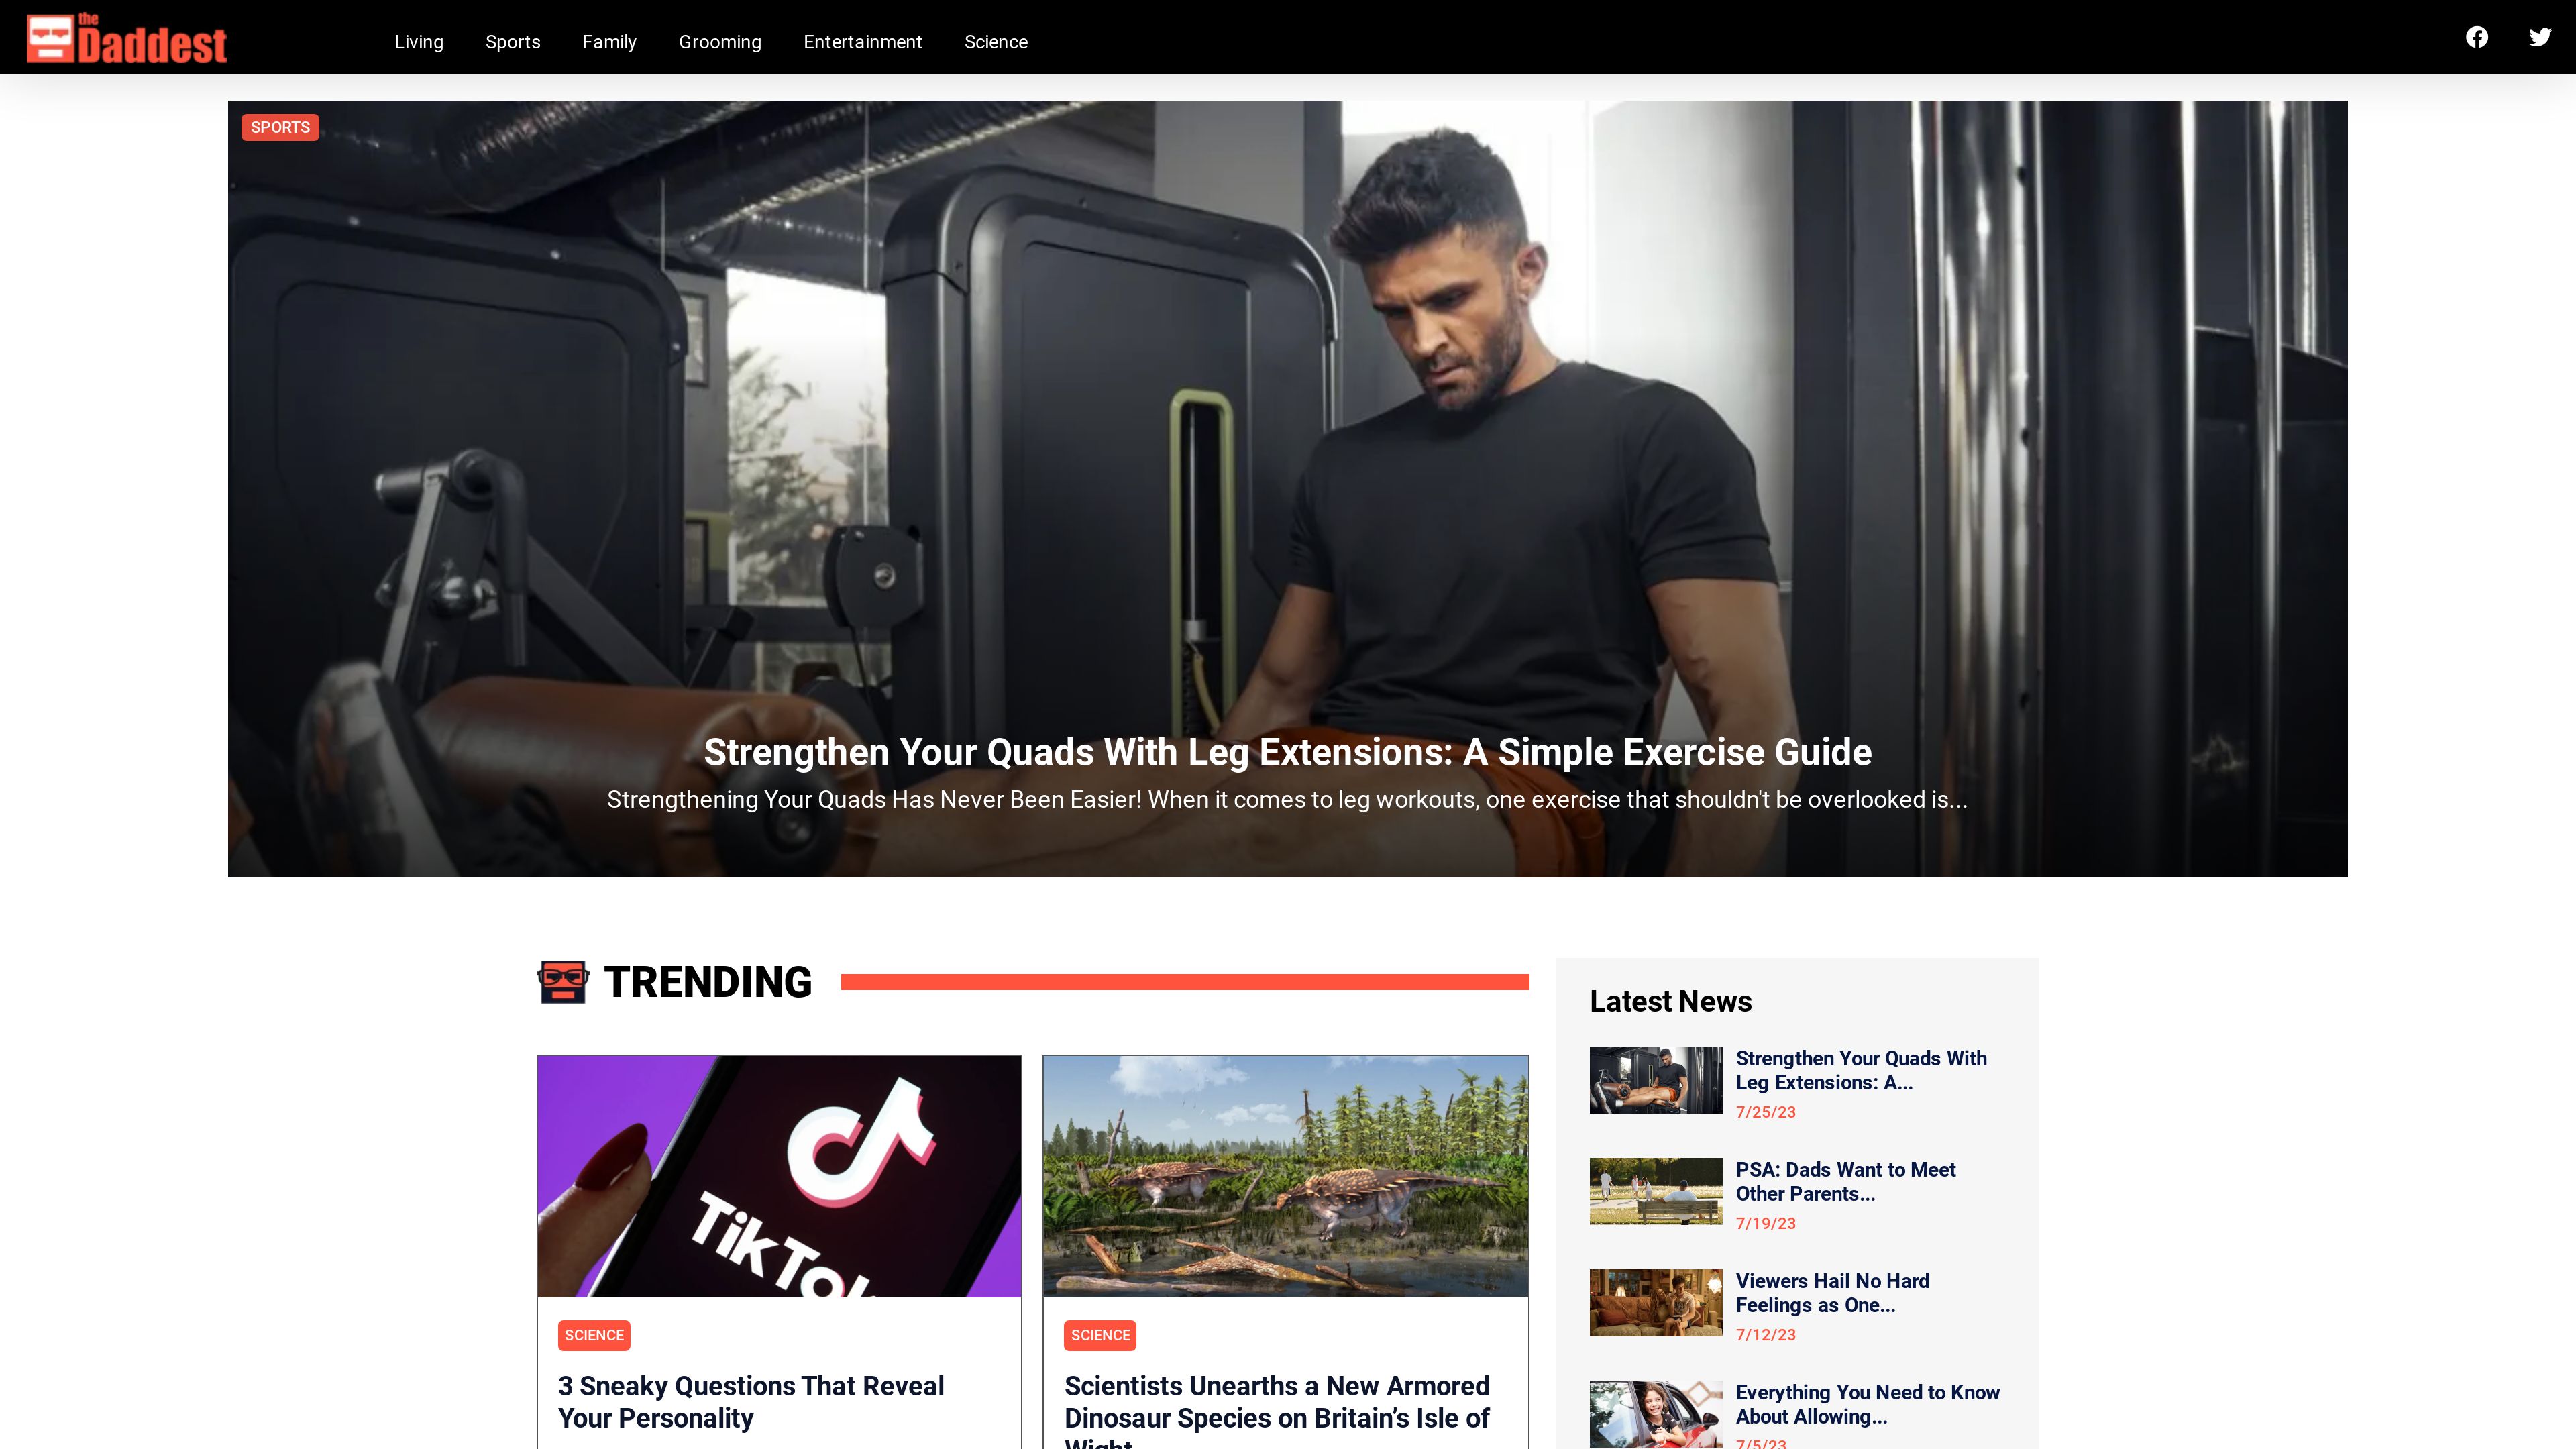 the
Daddest
Living Sports Family Grooming Entertainment Science
SPORTS
Strengthen Your Quads With Leg Extensions: A Simple Exercise Guide
Strengthening Your Quads Has Never Been Easier! When it comes to leg workouts, one exercise that shouldn't be overlooked is...
TRENDING
TikTok
SCIENCE
3 Sneaky Questions That Reveal
Your Personality
SCIENCE
Scientists Unearths a New Armored
Dinosaur Species on Britain’s Isle of
Wight
Latest News
Strengthen Your Quads With
Leg Extensions: A...
7/25/23
PSA: Dads Want to Meet
Other Parents...
7/19/23
Viewers Hail No Hard
Feelings as One...
7/12/23
Everything You Need to Know
About Allowing...
7/5/23